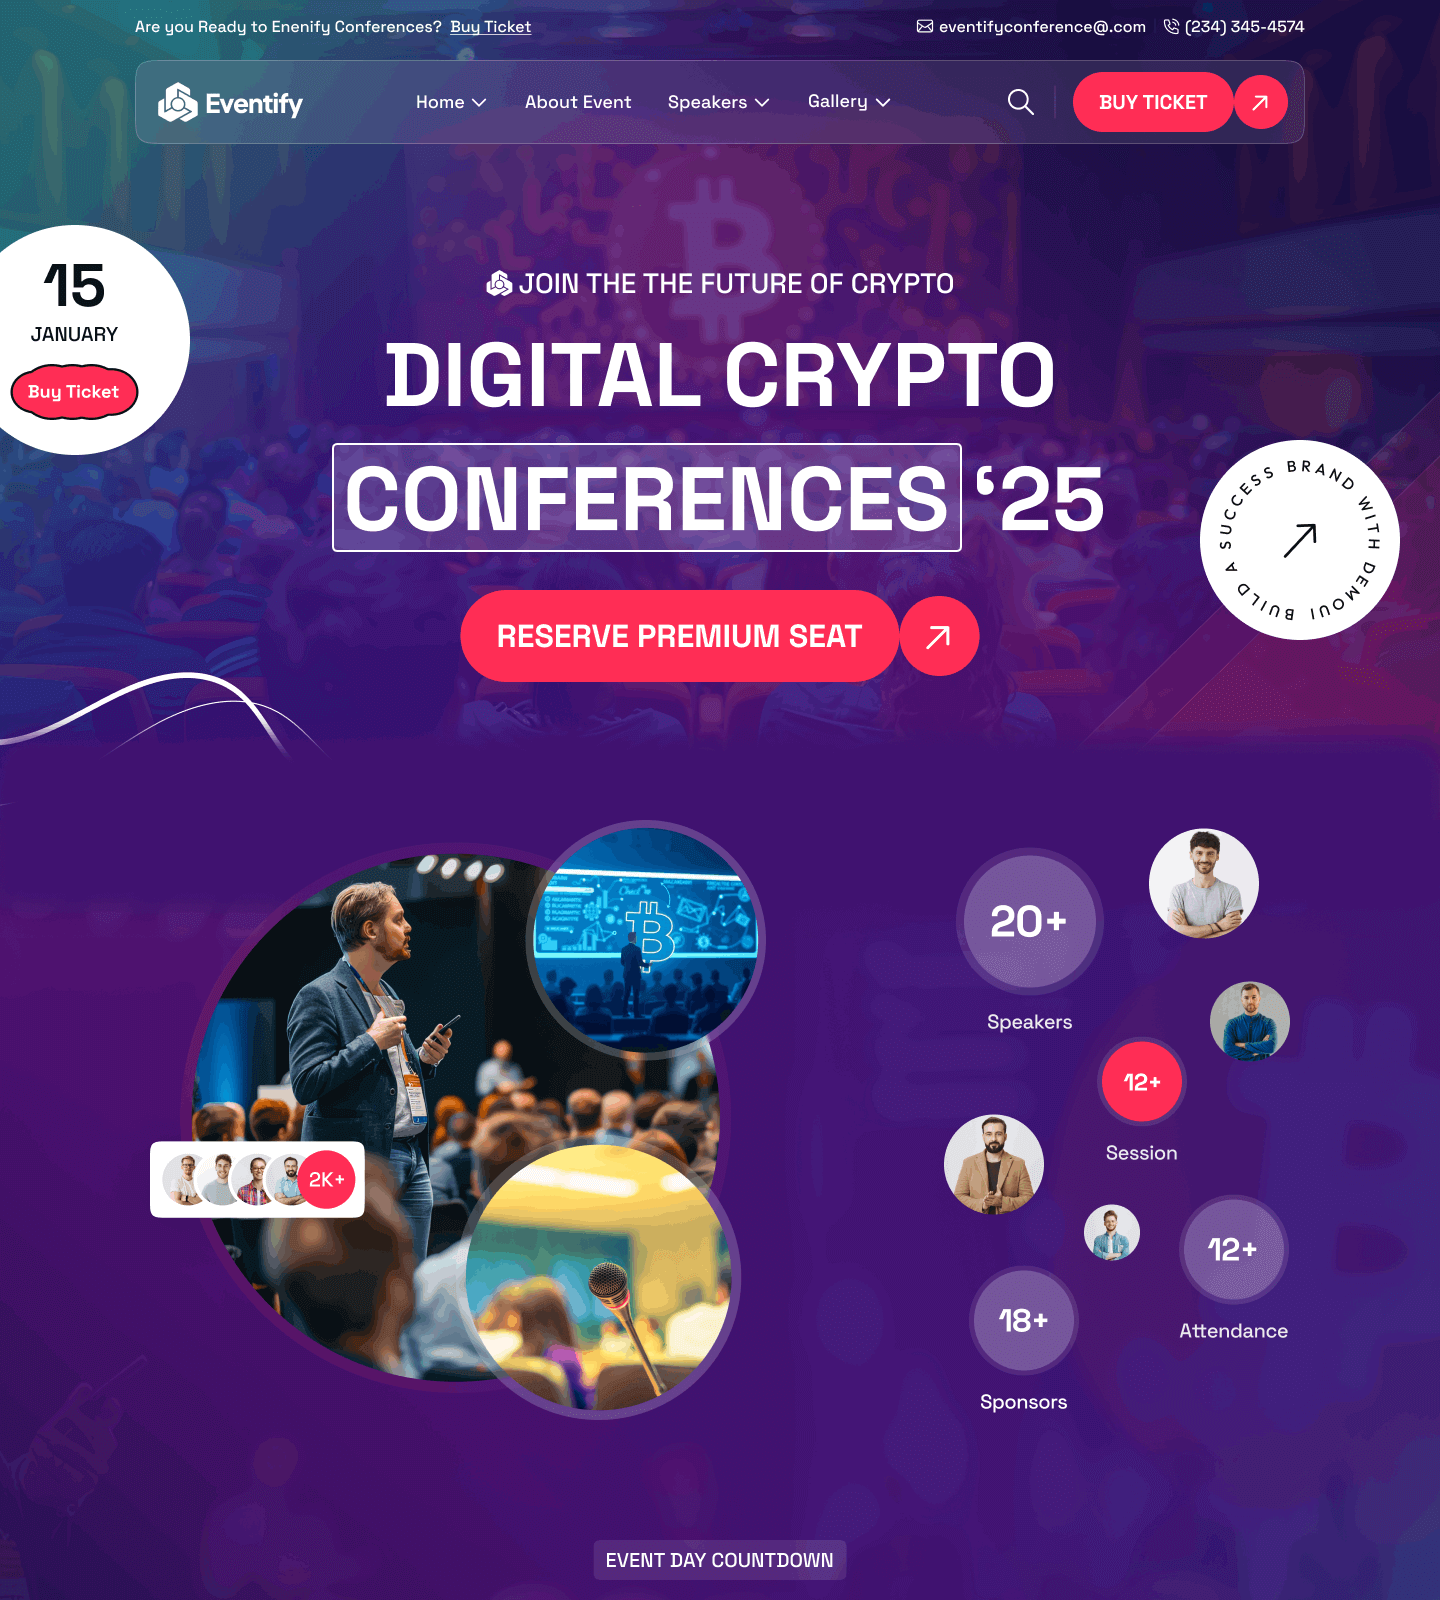 Are you Ready to Enenify Conferences? Buy Ticket
eventifyconference@.com
(234) 345-4574
Eventify
Home
About Event
Speakers
Gallery
BUY TICKET
15
JANUARY
Buy Ticket
JOIN THE THE FUTURE OF CRYPTO
DIGITAL CRYPTO
CONFERENCES ‘25
RESERVE PREMIUM SEAT
BUILD A SUCCESS BRAND WITH DEMOUI
20+
Speakers
12+
Session
2K+
12+
Attendance
18+
Sponsors
EVENT DAY COUNTDOWN